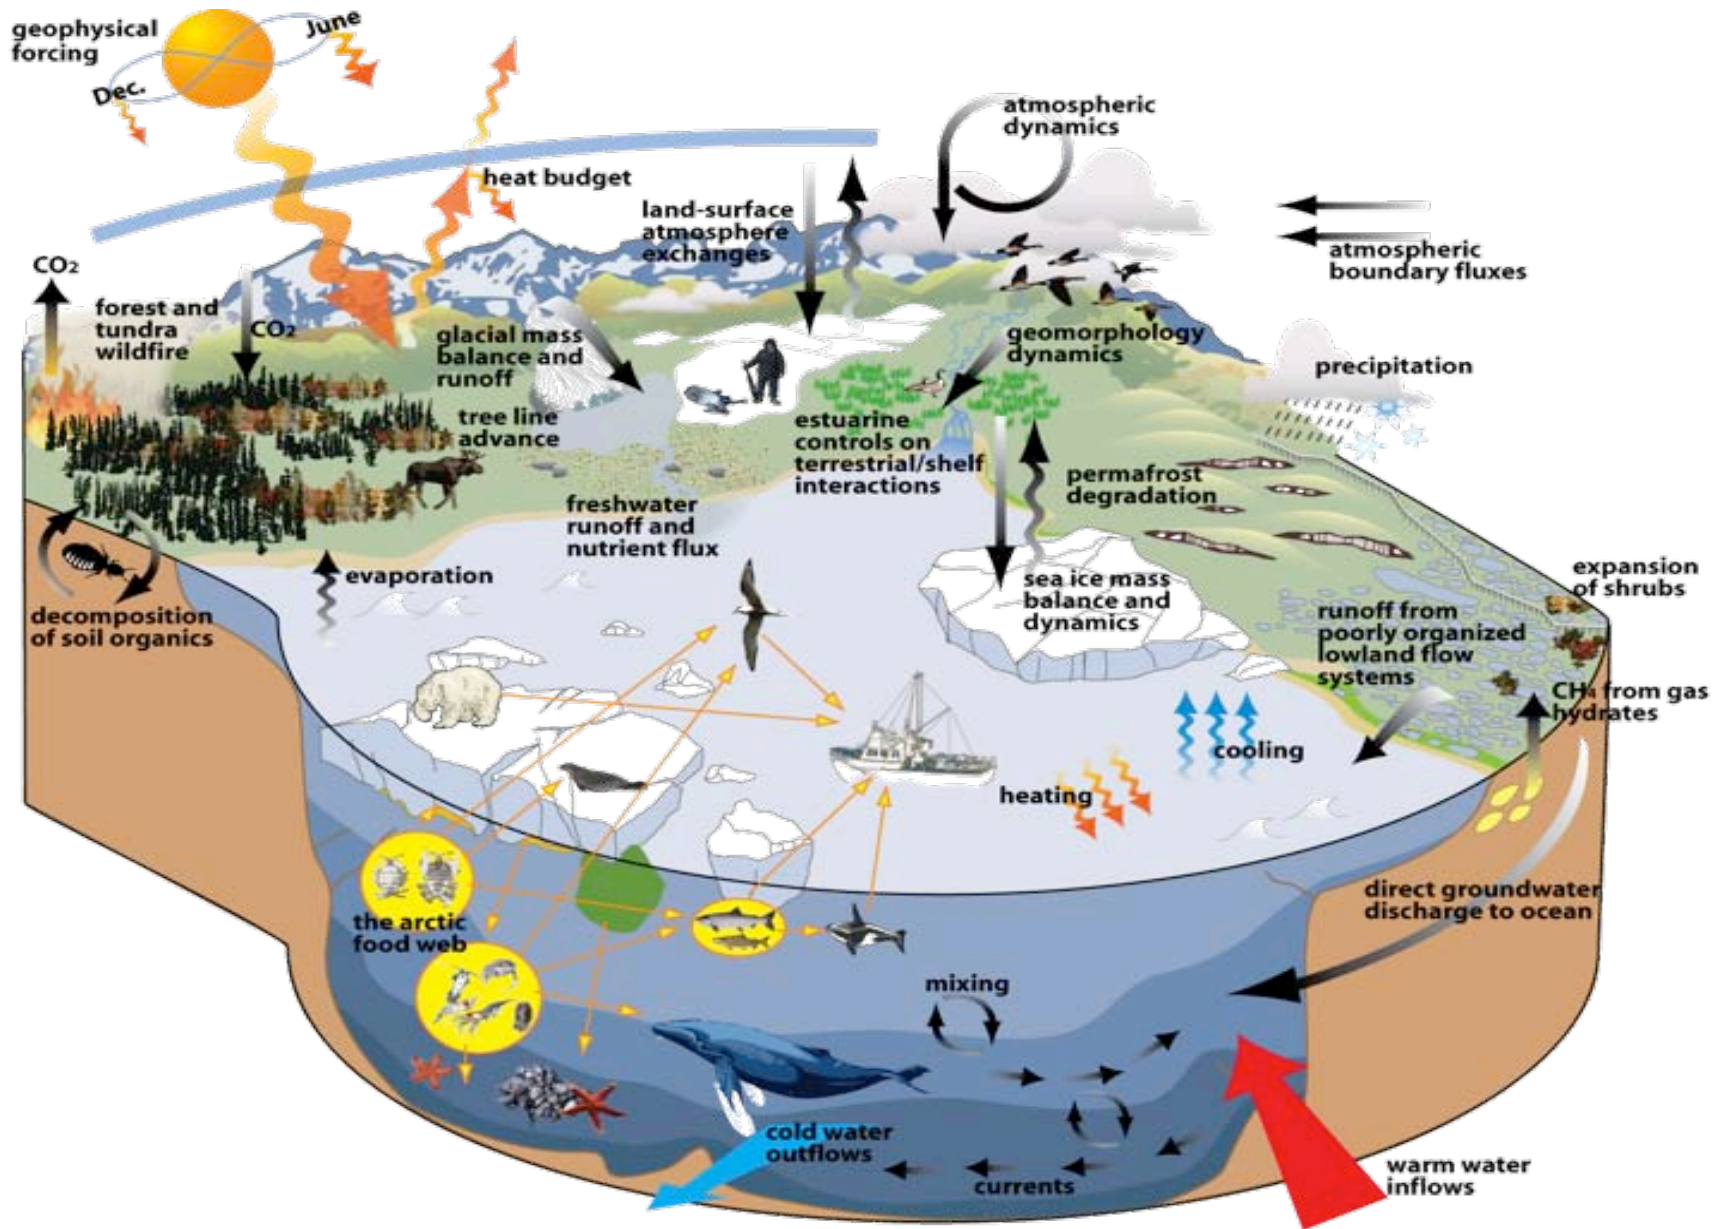 geophysical
forcing
June
Dec.
atmospheric
dynamics
heat budget
land-surface
atmosphere
exchanges
atmospheric
boundary fluxes
CO₂
forest and
tundra
wildfire
CO₂
glacial mass
balance and
runoff
geomorphology
dynamics
precipitation
tree line
advance
estuarine
controls on
terrestrial/shelf
interactions
permafrost
degradation
freshwater
runoff and
nutrient flux
evaporation
decomposition
of soil organics
sea ice mass
balance and
dynamics
expansion
of shrubs
runoff from
poorly organized
lowland flow
systems
CH₄ from gas
hydrates
cooling
heating
the arctic
food web
direct groundwater
discharge to ocean
mixing
cold water
outflows
currents
warm water
inflows